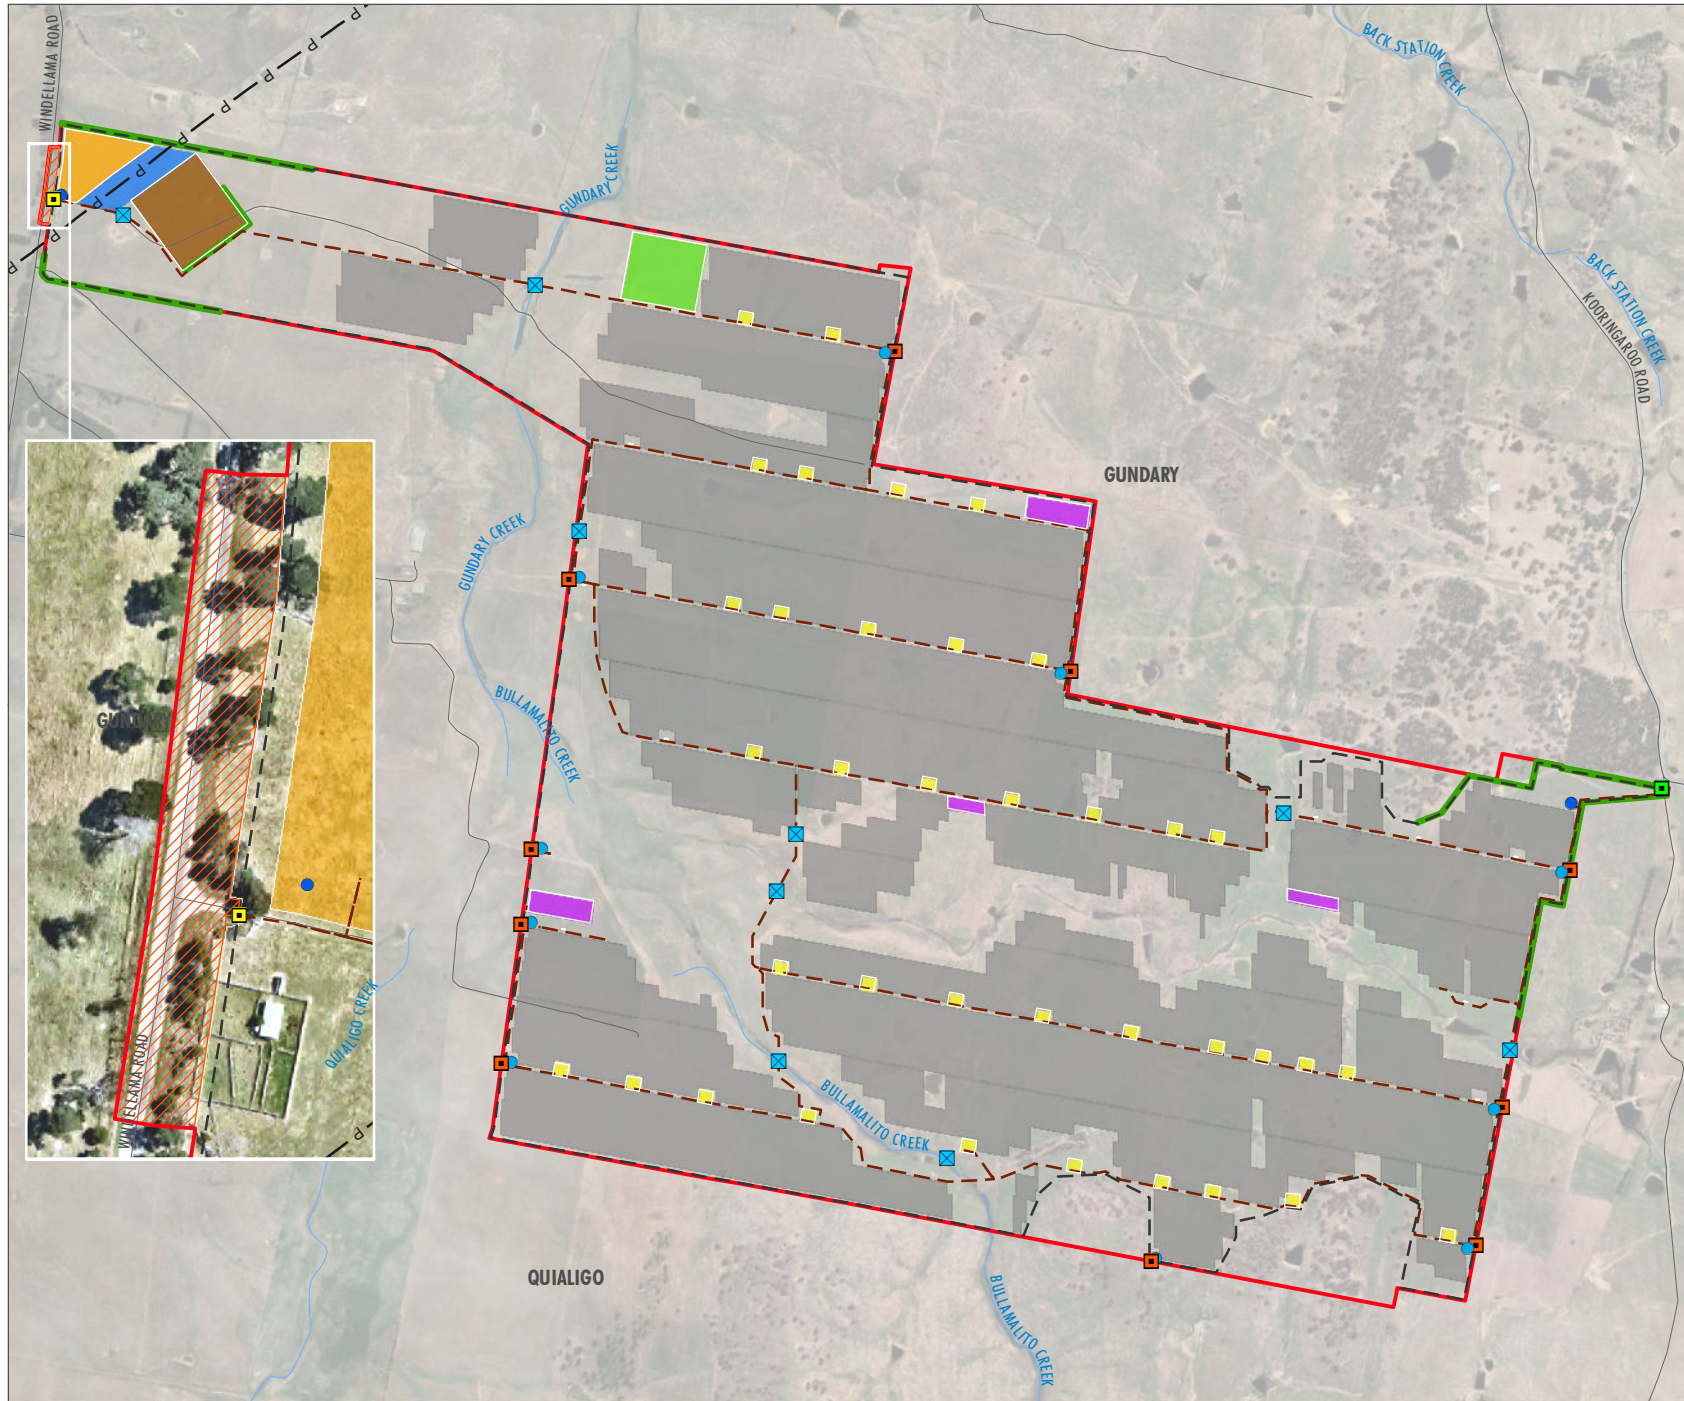 P
P
P
P
P
P
P
P
P
WINDELLAMA ROAD
BACK STATION CREEK
GUNDARY CREEK
BACK STATION CREEK
KOORINGAROO ROAD
GUNDARY
GUNDARY CREEK
BULLAMALITO CREEK
GUNDARY
QUIALIGO CREEK
WINDELLAMA ROAD
P
BULLAMALITO CREEK
QUIALIGO
BULLAMALITO CREEK